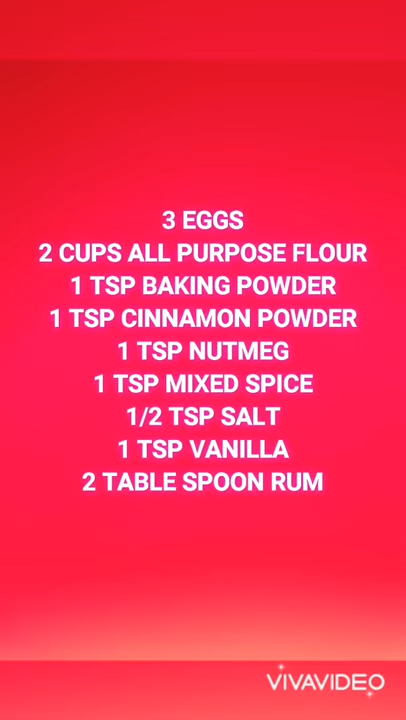 3 EGGS
2 CUPS ALL PURPOSE FLOUR
1 TSP BAKING POWDER
1 TSP CINNAMON POWDER
1 TSP NUTMEG
1 TSP MIXED SPICE
1/2 TSP SALT
1 TSP VANILLA
2 TABLE SPOON RUM
VIVAVIDEO